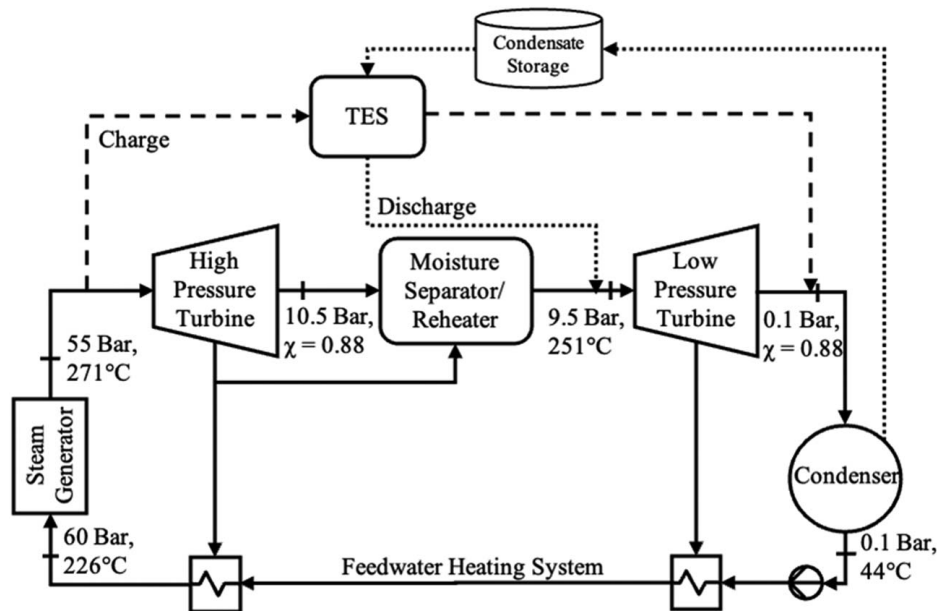 Condensate
Storage
TES
Charge
Discharge
High
Pressure
Turbine
Moisture
Separator/
Reheater
Low
Pressure
Turbine
10.5 Bar,
χ = 0.88
9.5 Bar,
251°C
0.1 Bar,
χ = 0.88
55 Bar,
271°C
Steam
Generator
Condenser
60 Bar,
226°C
Feedwater Heating System
0.1 Bar,
44°C